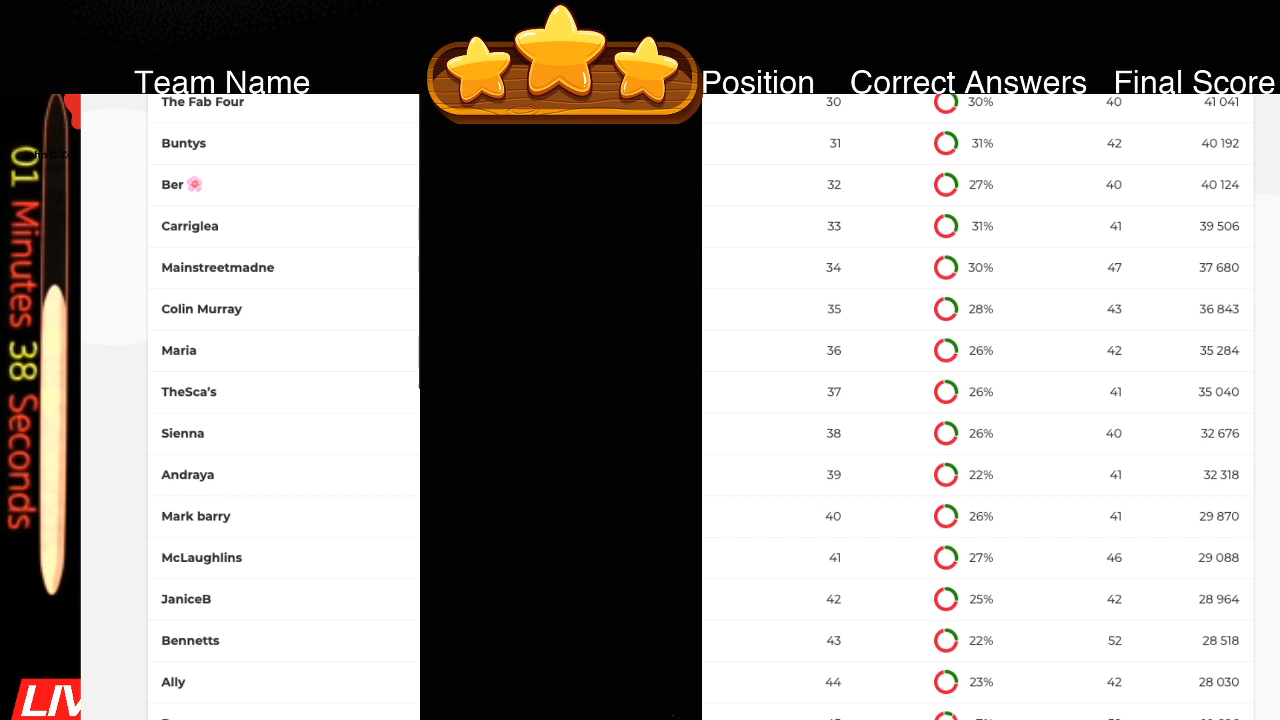 Team Name Position Correct Answers Final Score
The Fab Four 30 30% 40 41 041
Buntys 31 31% 42 40 192
Ber 🌸 32 27% 40 40 124
Carriglea 33 31% 41 39 506
Mainstreetmadne 34 30% 47 37 680
Colin Murray 35 28% 43 36 843
Maria 36 26% 42 35 284
TheSca's 37 26% 41 35 040
Sienna 38 26% 40 32 676
Andraya 39 22% 41 32 318
Mark barry 40 26% 41 29 870
McLaughlins 41 27% 46 29 088
JaniceB 42 25% 42 28 964
Bennetts 43 22% 52 28 518
Ally 44 23% 42 28 030
01 Minutes 38 Seconds
LIV